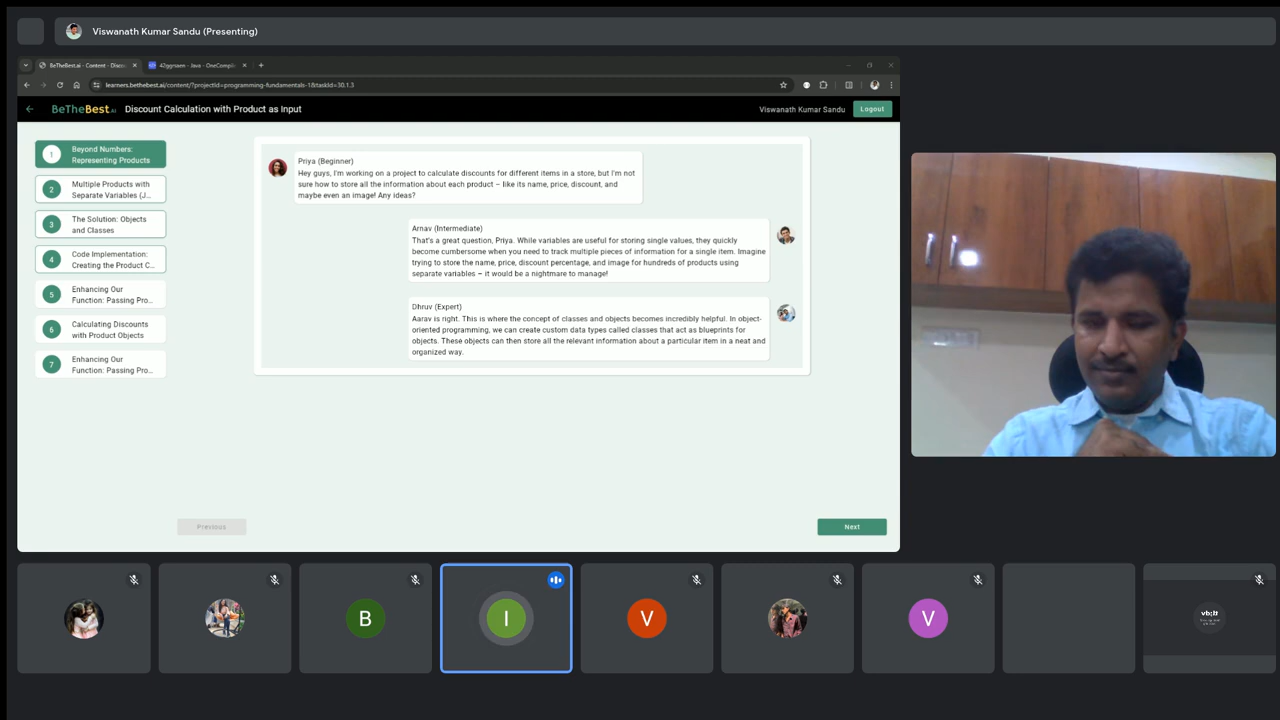 Viswanath Kumar Sandu (Presenting)
BeTheBest.ai - Content - Disco
42ggrnaen - Java - OneCompil
learners.bethebest.ai/content/?projectId=programming-fundamentals-1&taskId=30.1.3
BeTheBest.AI
Discount Calculation with Product as Input
Viswanath Kumar Sandu
Logout
1
Beyond Numbers:
Representing Products
2
Multiple Products with
Separate Variables (J...
3
The Solution: Objects
and Classes
4
Code Implementation:
Creating the Product C...
5
Enhancing Our
Function: Passing Pro...
6
Calculating Discounts
with Product Objects
7
Enhancing Our
Function: Passing Pro...
Priya (Beginner)
Hey guys, I'm working on a project to calculate discounts for different items in a store, but I'm not
sure how to store all the information about each product – like its name, price, discount, and
maybe even an image! Any ideas?
Arnav (Intermediate)
That's a great question, Priya. While variables are useful for storing single values, they quickly
become cumbersome when you need to track multiple pieces of information for a single item. Imagine
trying to store the name, price, discount percentage, and image for hundreds of products using
separate variables – it would be a nightmare to manage!
Dhruv (Expert)
Aarav is right. This is where the concept of classes and objects becomes incredibly helpful. In object-
oriented programming, we can create custom data types called classes that act as blueprints for
objects. These objects can then store all the relevant information about a particular item in a neat and
organized way.
Previous
Next
B
I
V
V